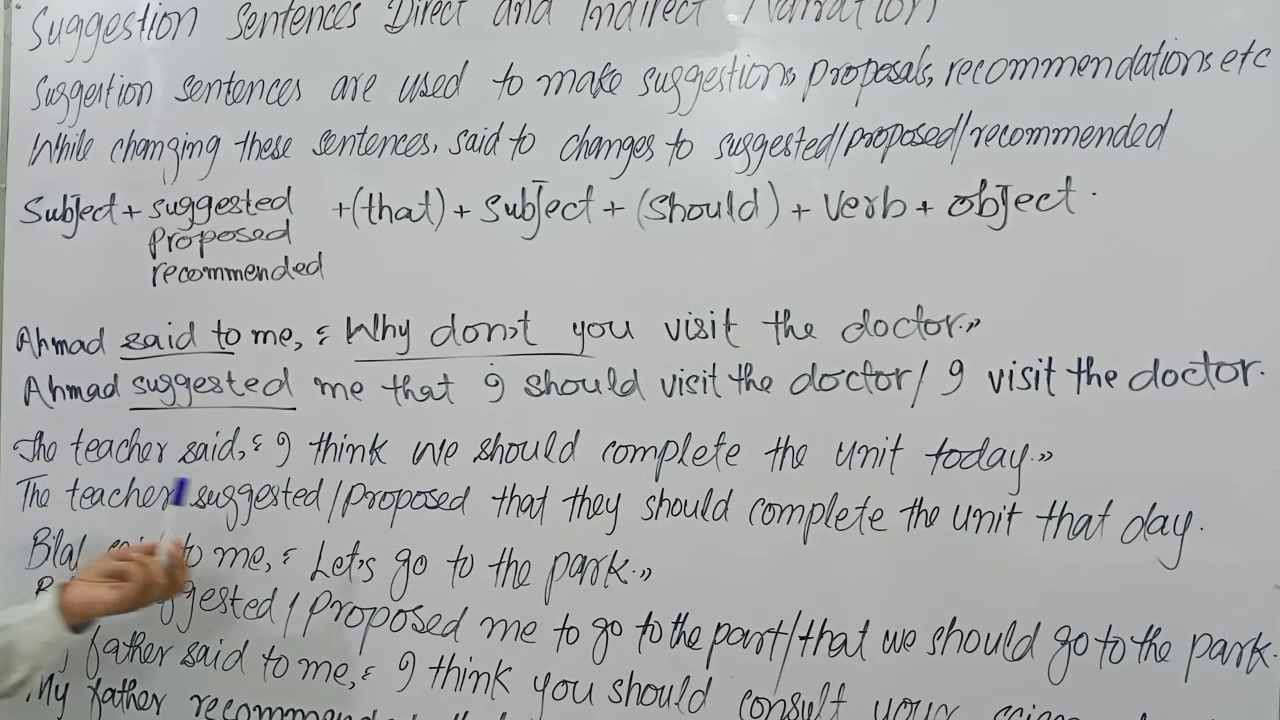 Suggestion Sentences Direct and Indirect Narration
Suggestion sentences are used to make suggestions, proposals, recommendations etc
While changing these sentences, said to changes to suggested/proposed/recommended
Subject + suggested + (that) + subject + (should) + verb + object.
proposed
recommended
Ahmad said to me, “Why don't you visit the doctor.”
Ahmad suggested me that I should visit the doctor / I visit the doctor.
The teacher said, “I think we should complete the unit today.”
The teacher suggested/proposed that they should complete the unit that day.
Bilal said to me, “Let's go to the park.”
suggested / proposed me to go to the part/that we should go to the park.
father said to me, “I think you should consult your
My father